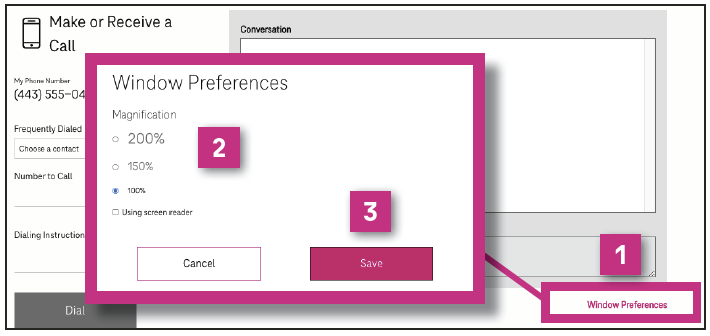 Make or Receive a
Call
My Phone Number
(443) 555-04
Frequently Dialed
Choose a contact
Number to Call
Dialing Instruction
Dial
Conversation
Window Preferences
Magnification
200%
150%
100%
Using screen reader
Cancel
Save
2
3
1
Window Preferences